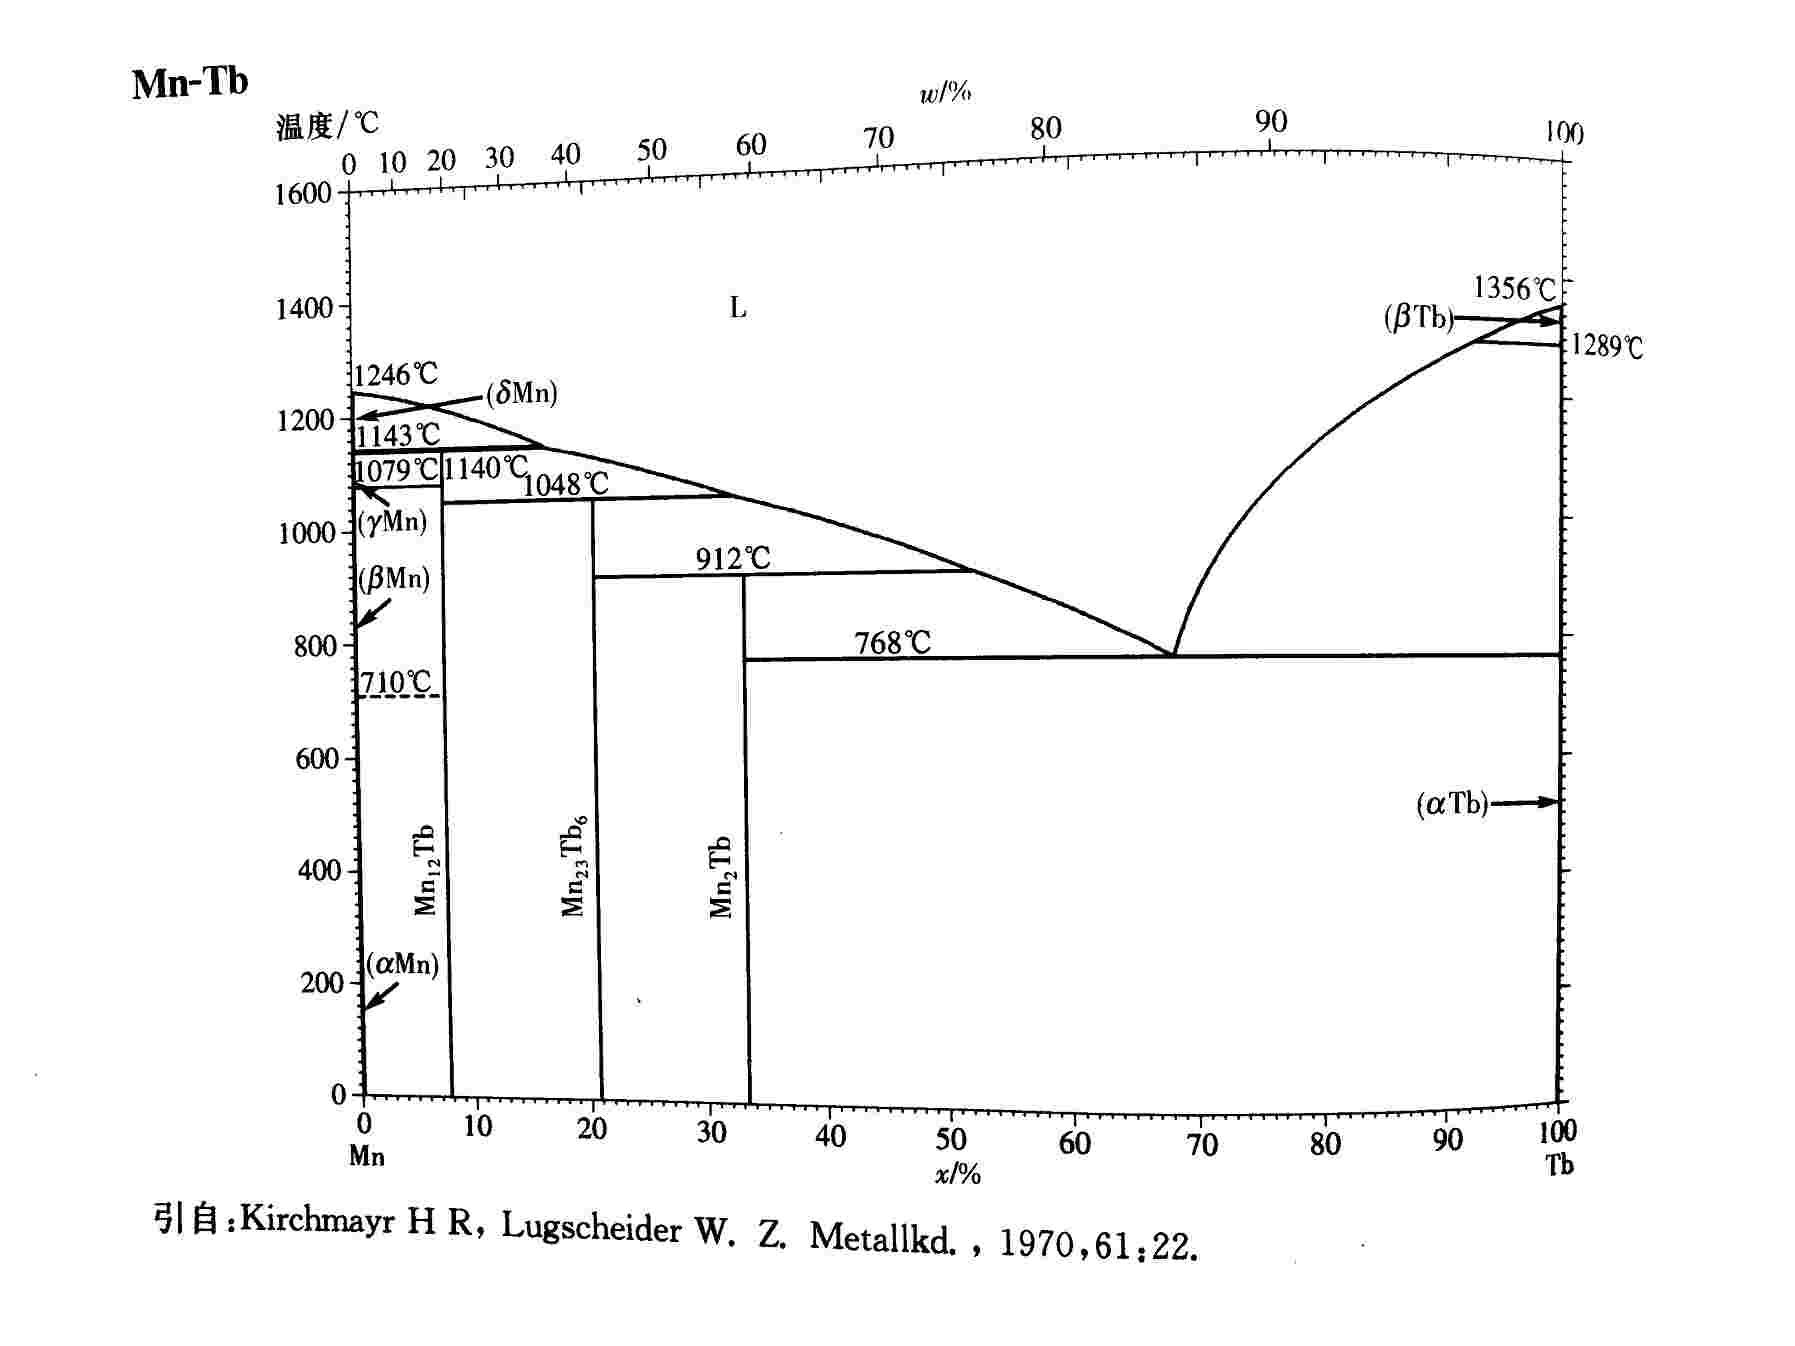 Mn-Tb
w/%
温度/℃
0 10 20 30 40 50 60 70 80 90 100
1600
1400
1200
1000
800
600
400
200
0
L
1356℃
(βTb)
1289℃
1246℃
(δMn)
1143℃
1079℃
1140℃
1048℃
(γMn)
912℃
(βMn)
768℃
710℃
(αTb)
Mn₁₂Tb
Mn₂₃Tb₆
Mn₂Tb
(αMn)
0 10 20 30 40 50 60 70 80 90 100
Mn
x/%
Tb
引自:Kirchmayr H R, Lugscheider W. Z. Metallkd., 1970,61:22.